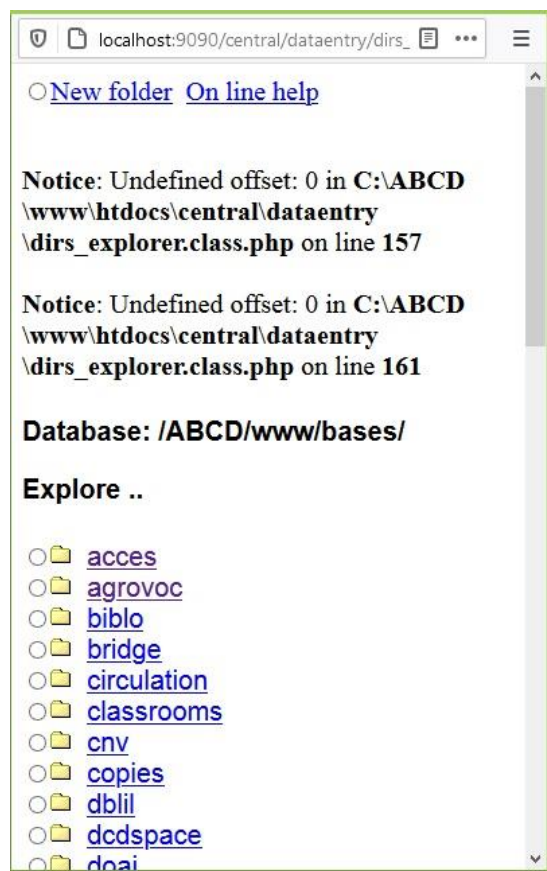 localhost:9090/central/dataentry/dirs_
New folder On line help
Notice: Undefined offset: 0 in C:\ABCD
\www\htdocs\central\dataentry
\dirs_explorer.class.php on line 157
Notice: Undefined offset: 0 in C:\ABCD
\www\htdocs\central\dataentry
\dirs_explorer.class.php on line 161
Database: /ABCD/www/bases/
Explore ..
acces
agrovoc
biblo
bridge
circulation
classrooms
cnv
copies
dblil
dcdspace